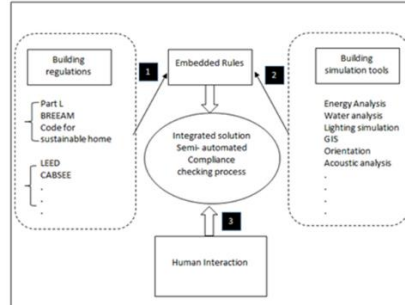 Building
regulations
Part L
BREEAM
Code for
sustainable home
LEED
CABSEE
.
.
.
1
Embedded Rules
2
Integrated solution
Semi- automated
Compliance
checking process
3
Human Interaction
Building
simulation tools
Energy Analysis
Water analysis
Lighting simulation
GIS
Orientation
Acoustic analysis
.
.
.
.